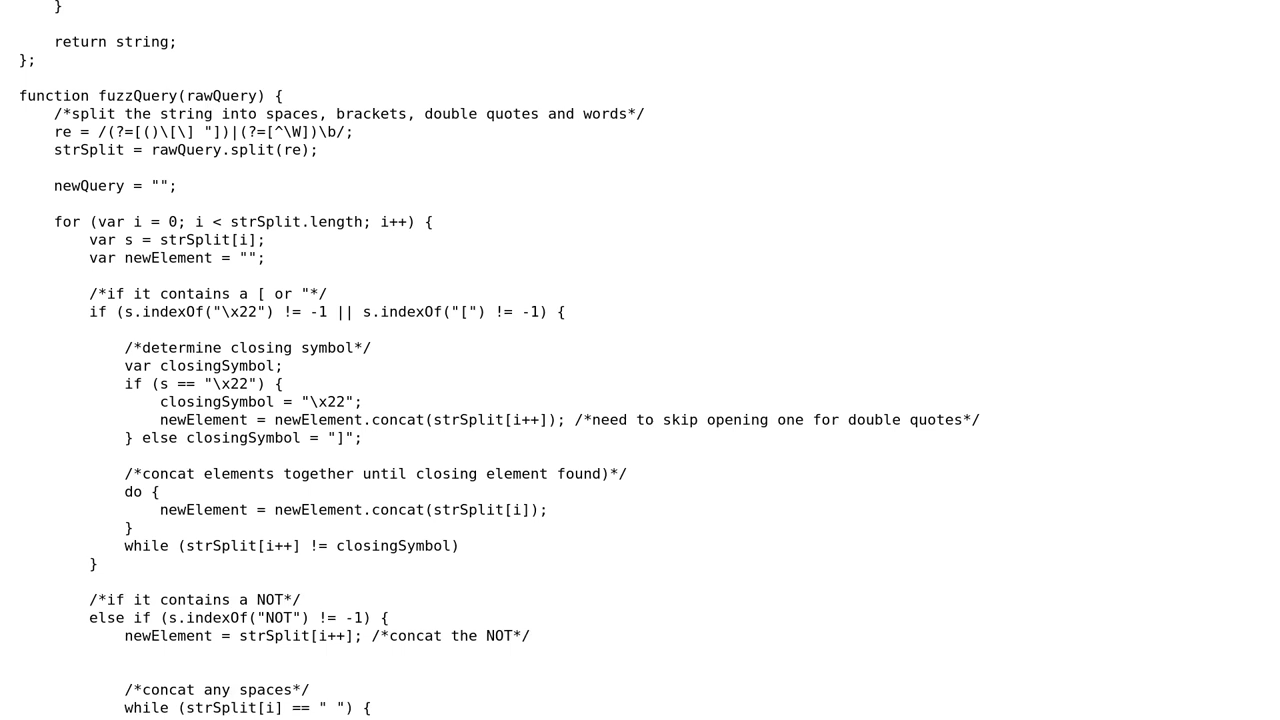 }

    return string;
};

function fuzzQuery(rawQuery) {
    /*split the string into spaces, brackets, double quotes and words*/
    re = /(?=[()\[\] "])|(?=[^\W])\b/;
    strSplit = rawQuery.split(re);

    newQuery = "";

    for (var i = 0; i < strSplit.length; i++) {
        var s = strSplit[i];
        var newElement = "";

        /*if it contains a [ or "*/
        if (s.indexOf("\x22") != -1 || s.indexOf("[") != -1) {

            /*determine closing symbol*/
            var closingSymbol;
            if (s == "\x22") {
                closingSymbol = "\x22";
                newElement = newElement.concat(strSplit[i++]); /*need to skip opening one for double quotes*/
            } else closingSymbol = "]";

            /*concat elements together until closing element found)*/
            do {
                newElement = newElement.concat(strSplit[i]);
            }
            while (strSplit[i++] != closingSymbol)
        }

        /*if it contains a NOT*/
        else if (s.indexOf("NOT") != -1) {
            newElement = strSplit[i++]; /*concat the NOT*/


            /*concat any spaces*/
            while (strSplit[i] == " ") {